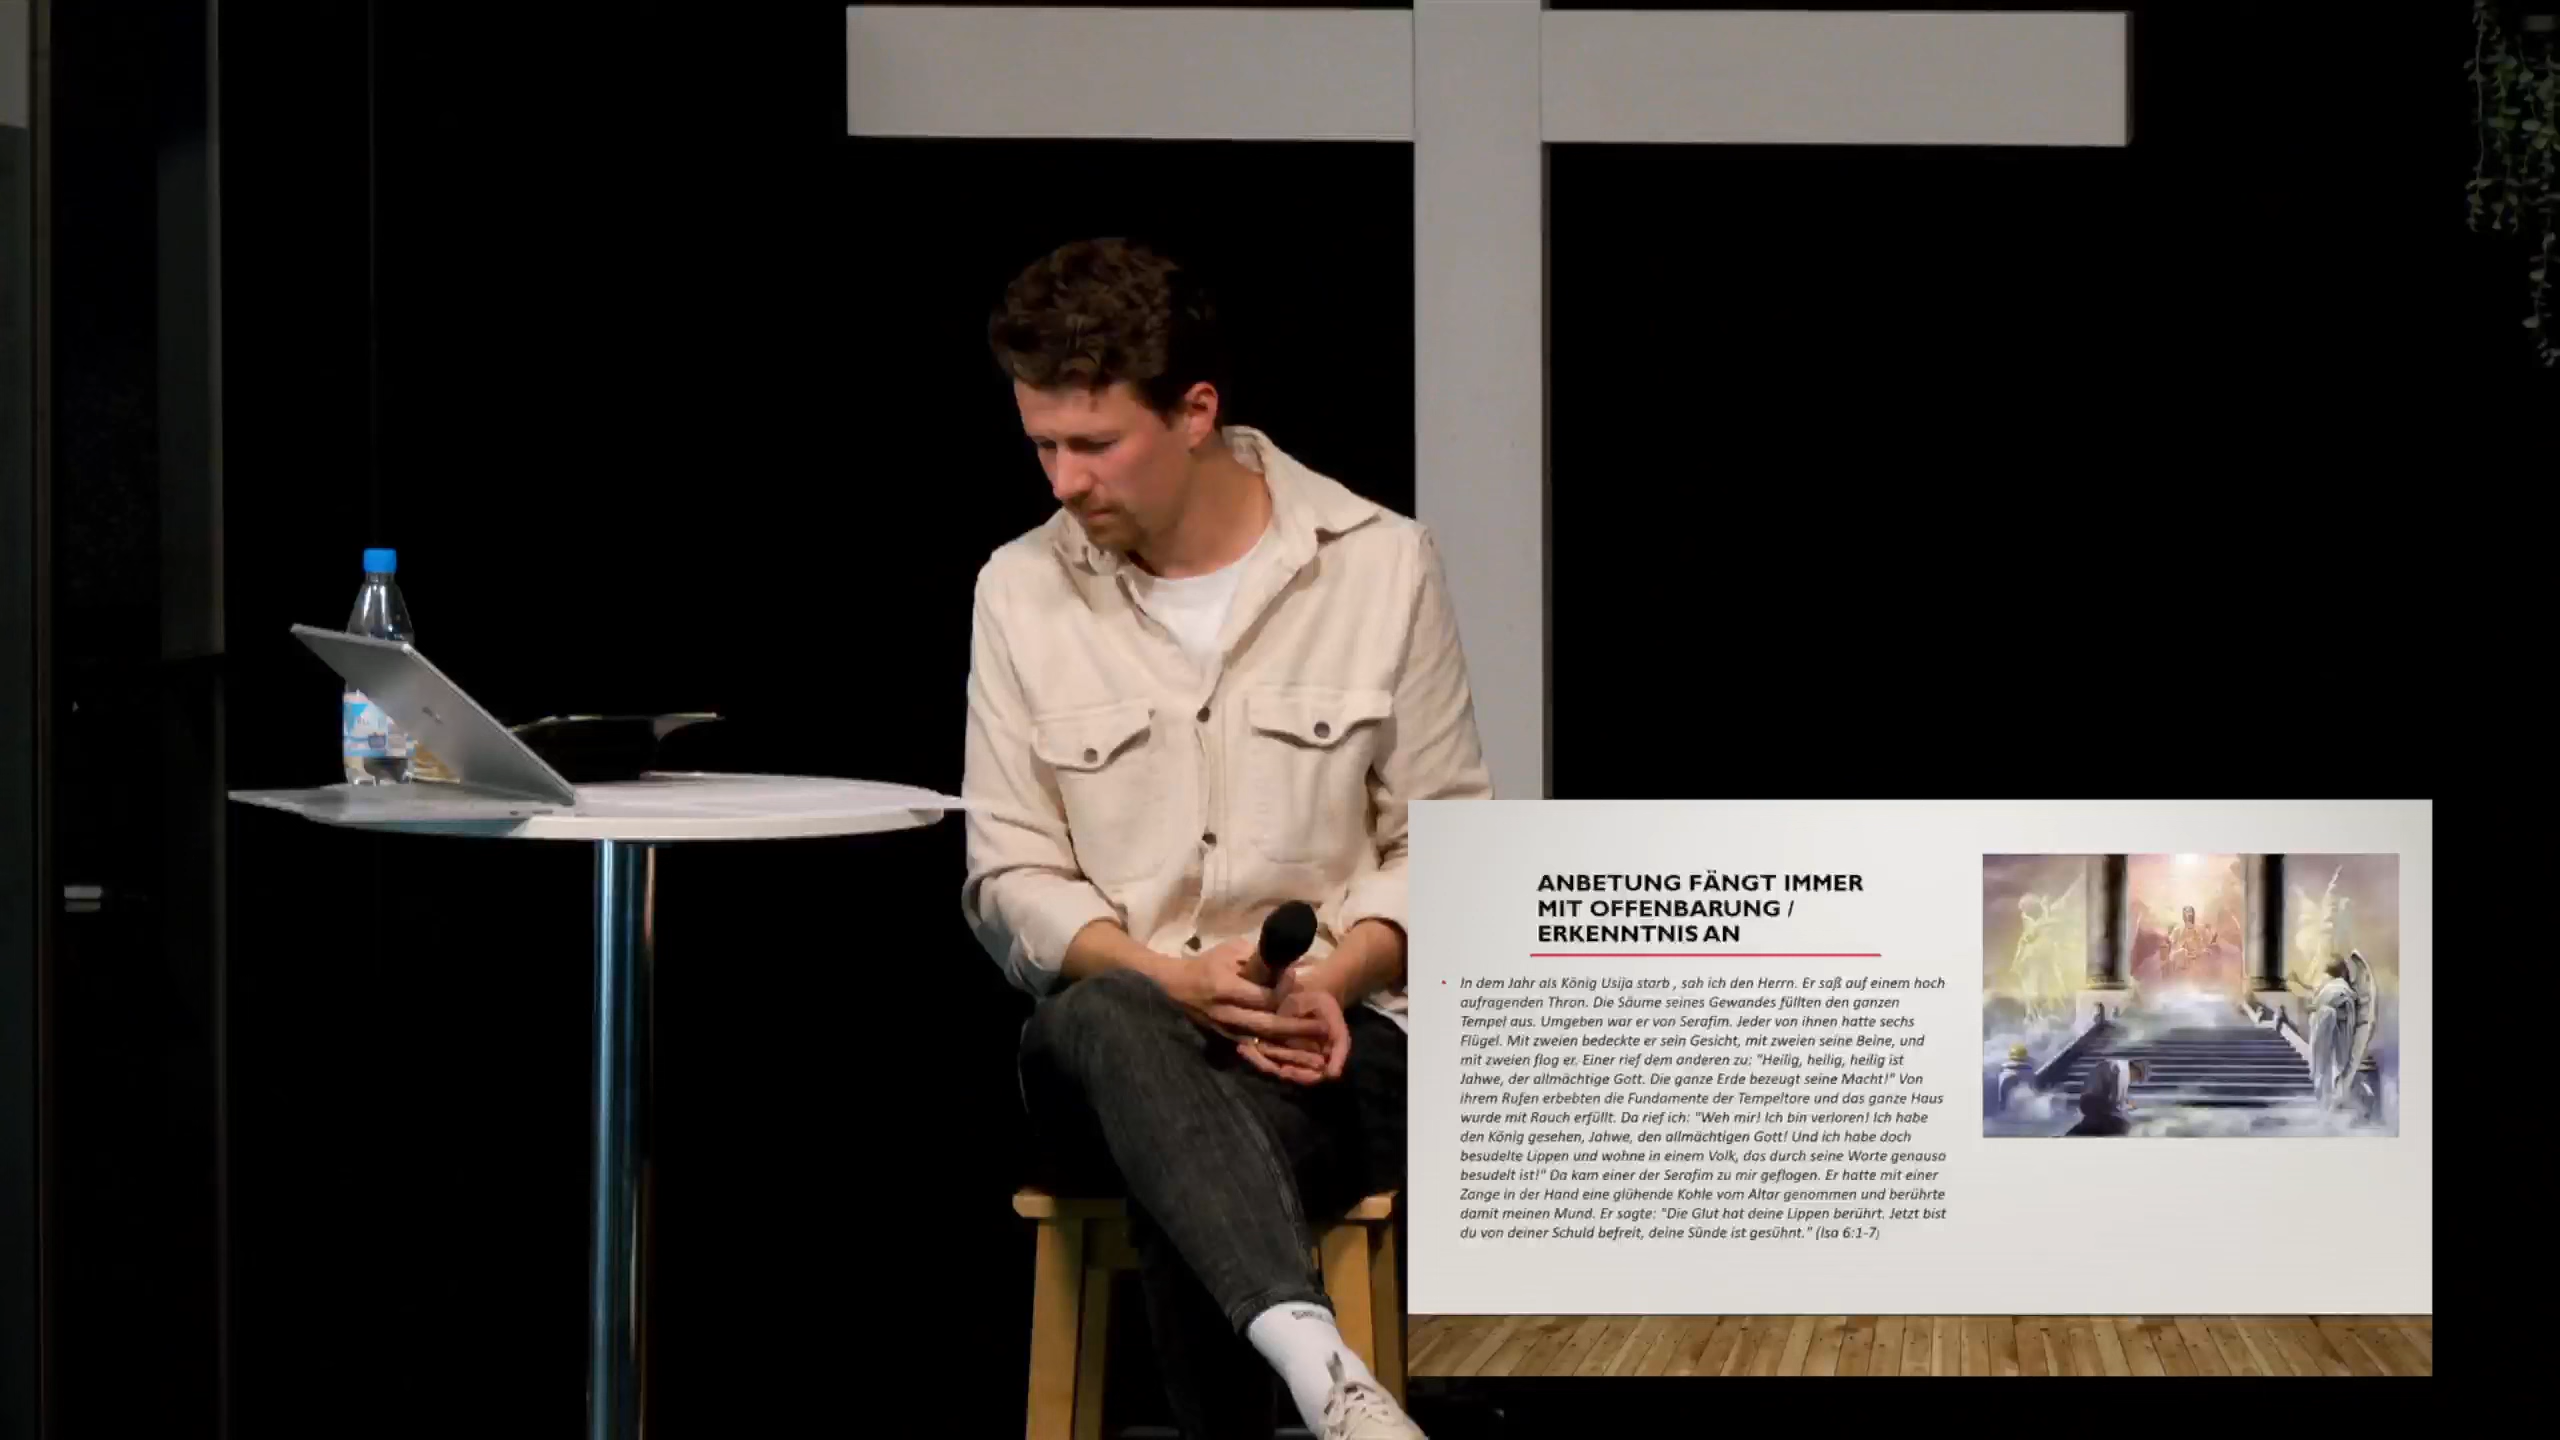 ANBETUNG FÄNGT IMMER
MIT OFFENBARUNG /
ERKENNTNIS AN
In dem Jahr als König Usija starb , sah ich den Herrn. Er saß auf einem hoch
aufragenden Thron. Die Säume seines Gewandes füllten den ganzen
Tempel aus. Umgeben war er von Serafim. Jeder von ihnen hatte sechs
Flügel. Mit zweien bedeckte er sein Gesicht, mit zweien seine Beine, und
mit zweien flog er. Einer rief dem anderen zu: "Heilig, heilig, heilig ist
Jahwe, der allmächtige Gott. Die ganze Erde bezeugt seine Macht!" Von
ihrem Rufen erbebten die Fundamente der Tempeltore und das ganze Haus
wurde mit Rauch erfüllt. Da rief ich: "Weh mir! Ich bin verloren! Ich habe
den König gesehen, Jahwe, den allmächtigen Gott! Und ich habe doch
besudelte Lippen und wohne in einem Volk, das durch seine Worte genauso
besudelt ist!" Da kam einer der Serafim zu mir geflogen. Er hatte mit einer
Zange in der Hand eine glühende Kohle vom Altar genommen und berührte
damit meinen Mund. Er sagte: "Die Glut hat deine Lippen berührt. Jetzt bist
du von deiner Schuld befreit, deine Sünde ist gesühnt." (Isa 6:1-7)